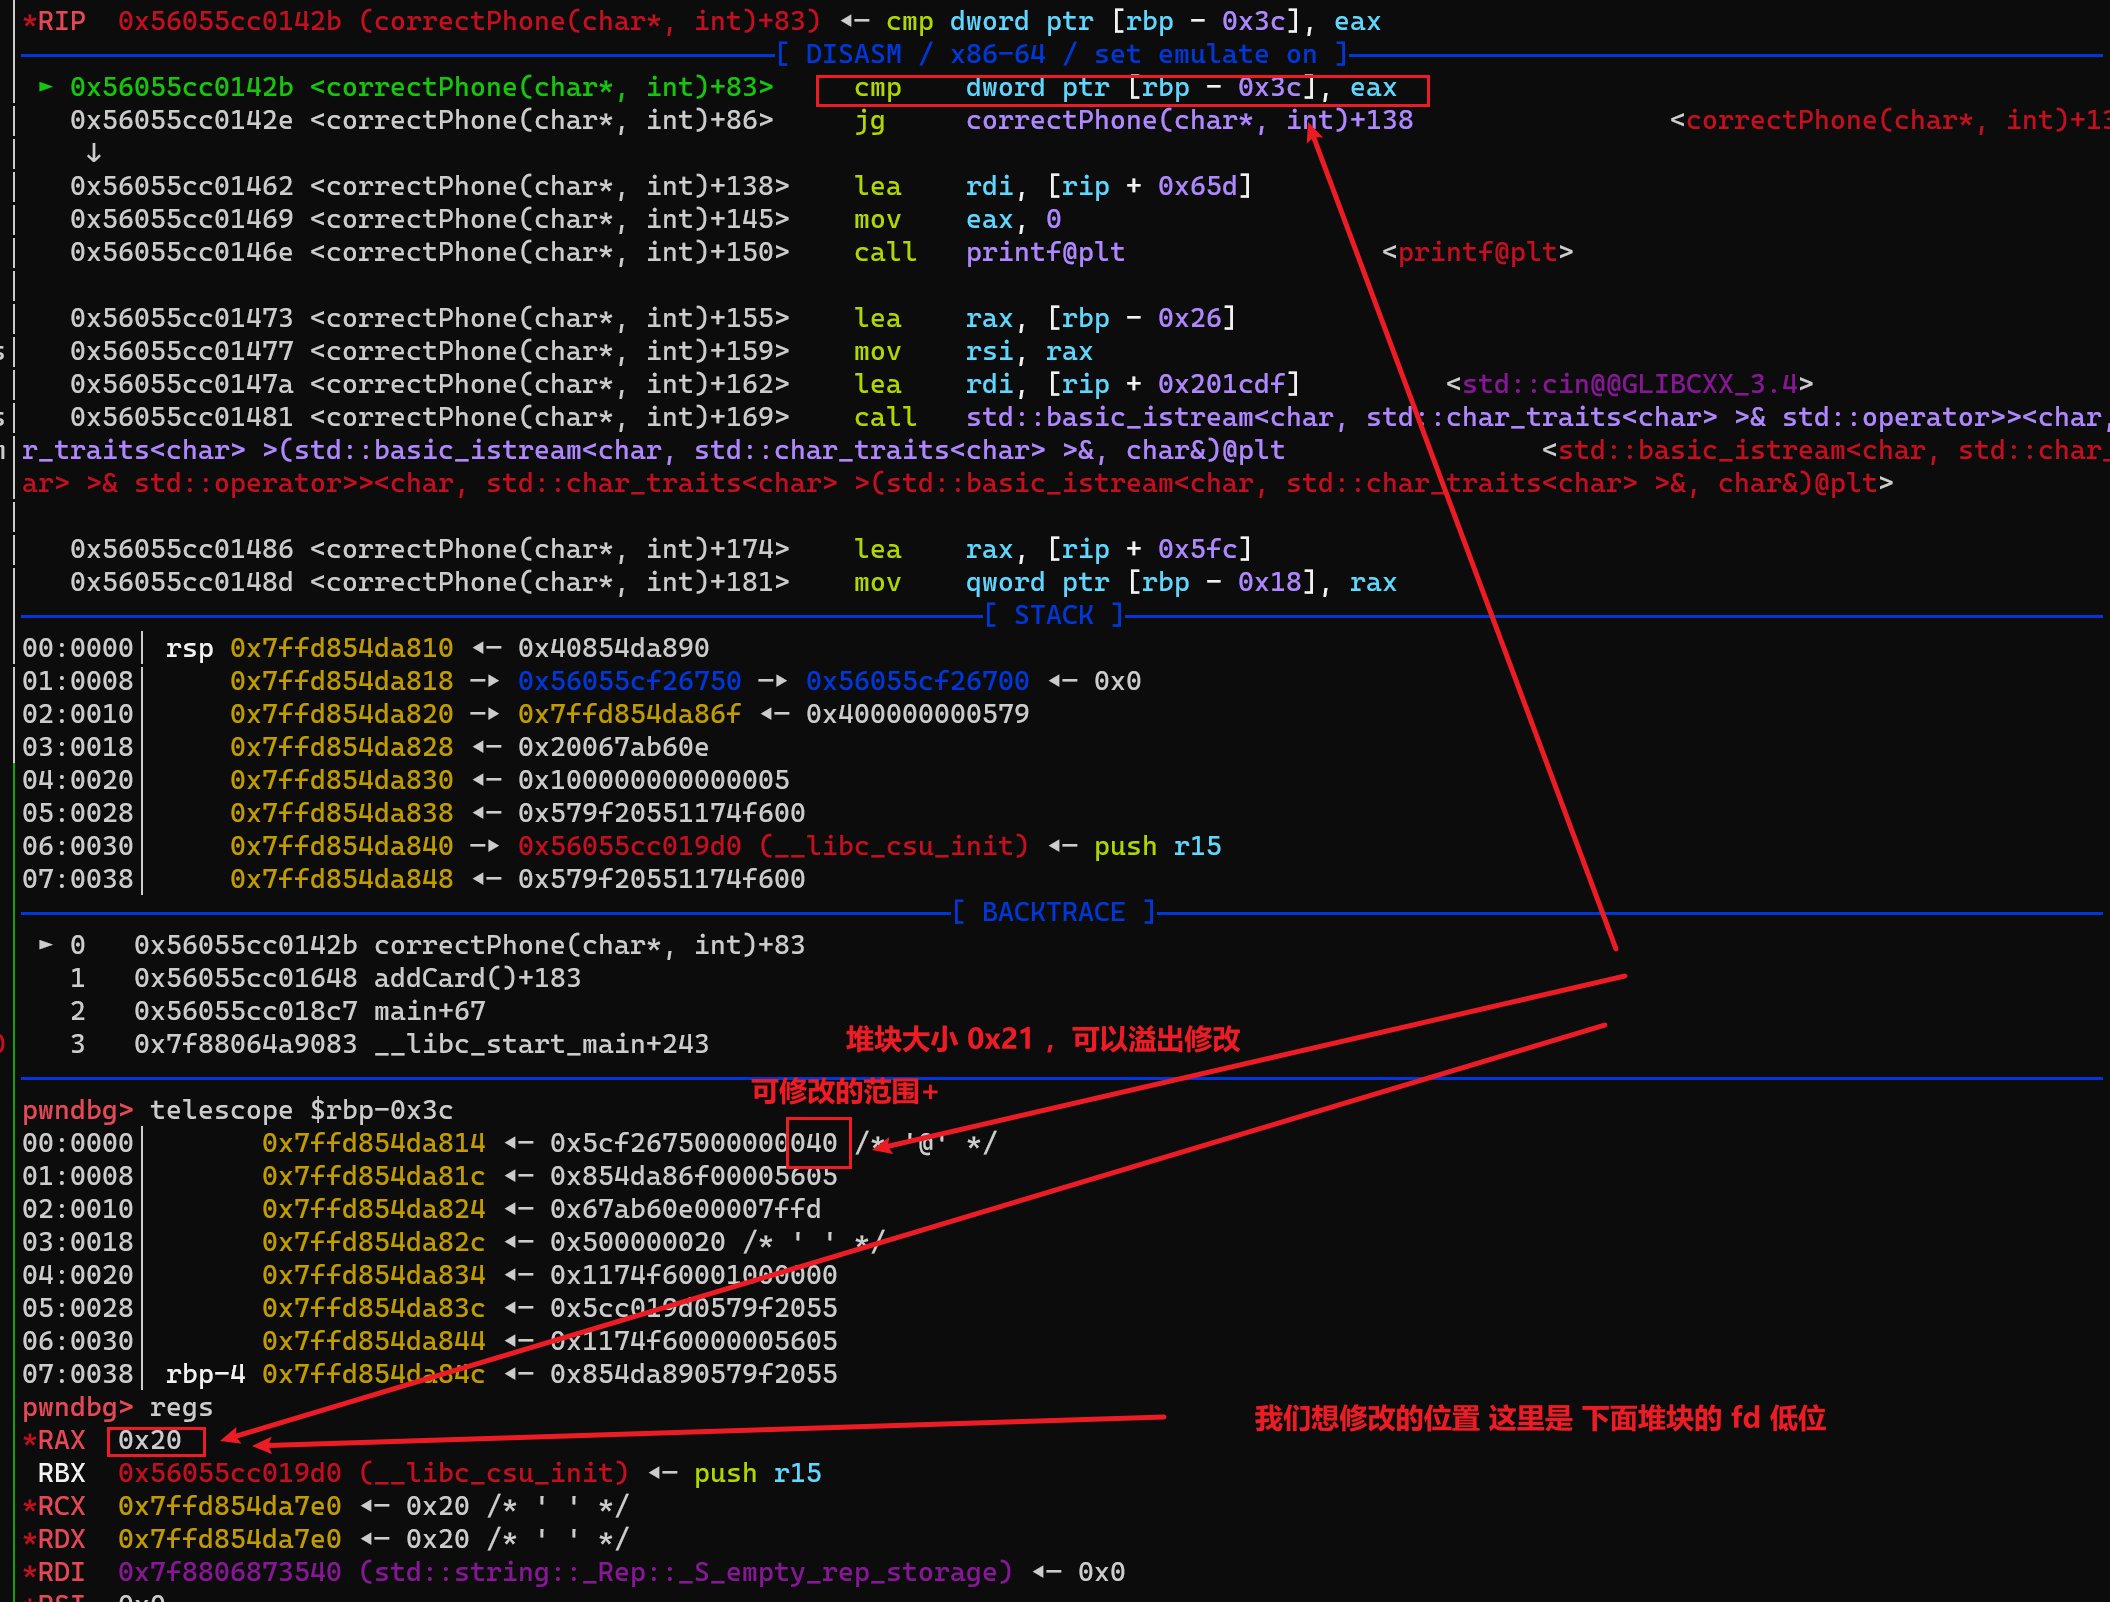 *RIP  0x56055cc0142b (correctPhone(char*, int)+83) ◂— cmp dword ptr [rbp - 0x3c], eax
[ DISASM / x86-64 / set emulate on ]
► 0x56055cc0142b <correctPhone(char*, int)+83>    cmp    dword ptr [rbp - 0x3c], eax
0x56055cc0142e <correctPhone(char*, int)+86>    jg     correctPhone(char*, int)+138    <correctPhone(char*, int)+13
↓
0x56055cc01462 <correctPhone(char*, int)+138>    lea    rdi, [rip + 0x65d]
0x56055cc01469 <correctPhone(char*, int)+145>    mov    eax, 0
0x56055cc0146e <correctPhone(char*, int)+150>    call   printf@plt    <printf@plt>
0x56055cc01473 <correctPhone(char*, int)+155>    lea    rax, [rbp - 0x26]
0x56055cc01477 <correctPhone(char*, int)+159>    mov    rsi, rax
0x56055cc0147a <correctPhone(char*, int)+162>    lea    rdi, [rip + 0x201cdf]    <std::cin@@GLIBCXX_3.4>
0x56055cc01481 <correctPhone(char*, int)+169>    call   std::basic_istream<char, std::char_traits<char> >& std::operator>><char,
r_traits<char> >(std::basic_istream<char, std::char_traits<char> >&, char&)@plt    <std::basic_istream<char, std::char_
ar> >& std::operator>><char, std::char_traits<char> >(std::basic_istream<char, std::char_traits<char> >&, char&)@plt>
0x56055cc01486 <correctPhone(char*, int)+174>    lea    rax, [rip + 0x5fc]
0x56055cc0148d <correctPhone(char*, int)+181>    mov    qword ptr [rbp - 0x18], rax
[ STACK ]
00:0000│ rsp 0x7ffd854da810 ◂— 0x40854da890
01:0008│     0x7ffd854da818 —▸ 0x56055cf26750 —▸ 0x56055cf26700 ◂— 0x0
02:0010│     0x7ffd854da820 —▸ 0x7ffd854da86f ◂— 0x400000000579
03:0018│     0x7ffd854da828 ◂— 0x20067ab60e
04:0020│     0x7ffd854da830 ◂— 0x100000000000005
05:0028│     0x7ffd854da838 ◂— 0x579f20551174f600
06:0030│     0x7ffd854da840 —▸ 0x56055cc019d0 (__libc_csu_init) ◂— push r15
07:0038│     0x7ffd854da848 ◂— 0x579f20551174f600
[ BACKTRACE ]
► 0   0x56055cc0142b correctPhone(char*, int)+83
1   0x56055cc01648 addCard()+183
2   0x56055cc018c7 main+67
3   0x7f88064a9083 __libc_start_main+243
堆块大小 0x21 ，可以溢出修改
可修改的范围+
pwndbg> telescope $rbp-0x3c
00:0000│     0x7ffd854da814 ◂— 0x5cf2675000000040 /* '@' */
01:0008│     0x7ffd854da81c ◂— 0x854da86f00005605
02:0010│     0x7ffd854da824 ◂— 0x67ab60e00007ffd
03:0018│     0x7ffd854da82c ◂— 0x500000020 /* ' ' */
04:0020│     0x7ffd854da834 ◂— 0x1174f60001000000
05:0028│     0x7ffd854da83c ◂— 0x5cc019d0579f2055
06:0030│     0x7ffd854da844 ◂— 0x1174f60000005605
07:0038│ rbp-4 0x7ffd854da84c ◂— 0x854da890579f2055
pwndbg> regs
我们想修改的位置 这里是 下面堆块的 fd 低位
*RAX  0x20
RBX  0x56055cc019d0 (__libc_csu_init) ◂— push r15
*RCX  0x7ffd854da7e0 ◂— 0x20 /* ' ' */
*RDX  0x7ffd854da7e0 ◂— 0x20 /* ' ' */
*RDI  0x7f8806873540 (std::string::_Rep::_S_empty_rep_storage) ◂— 0x0